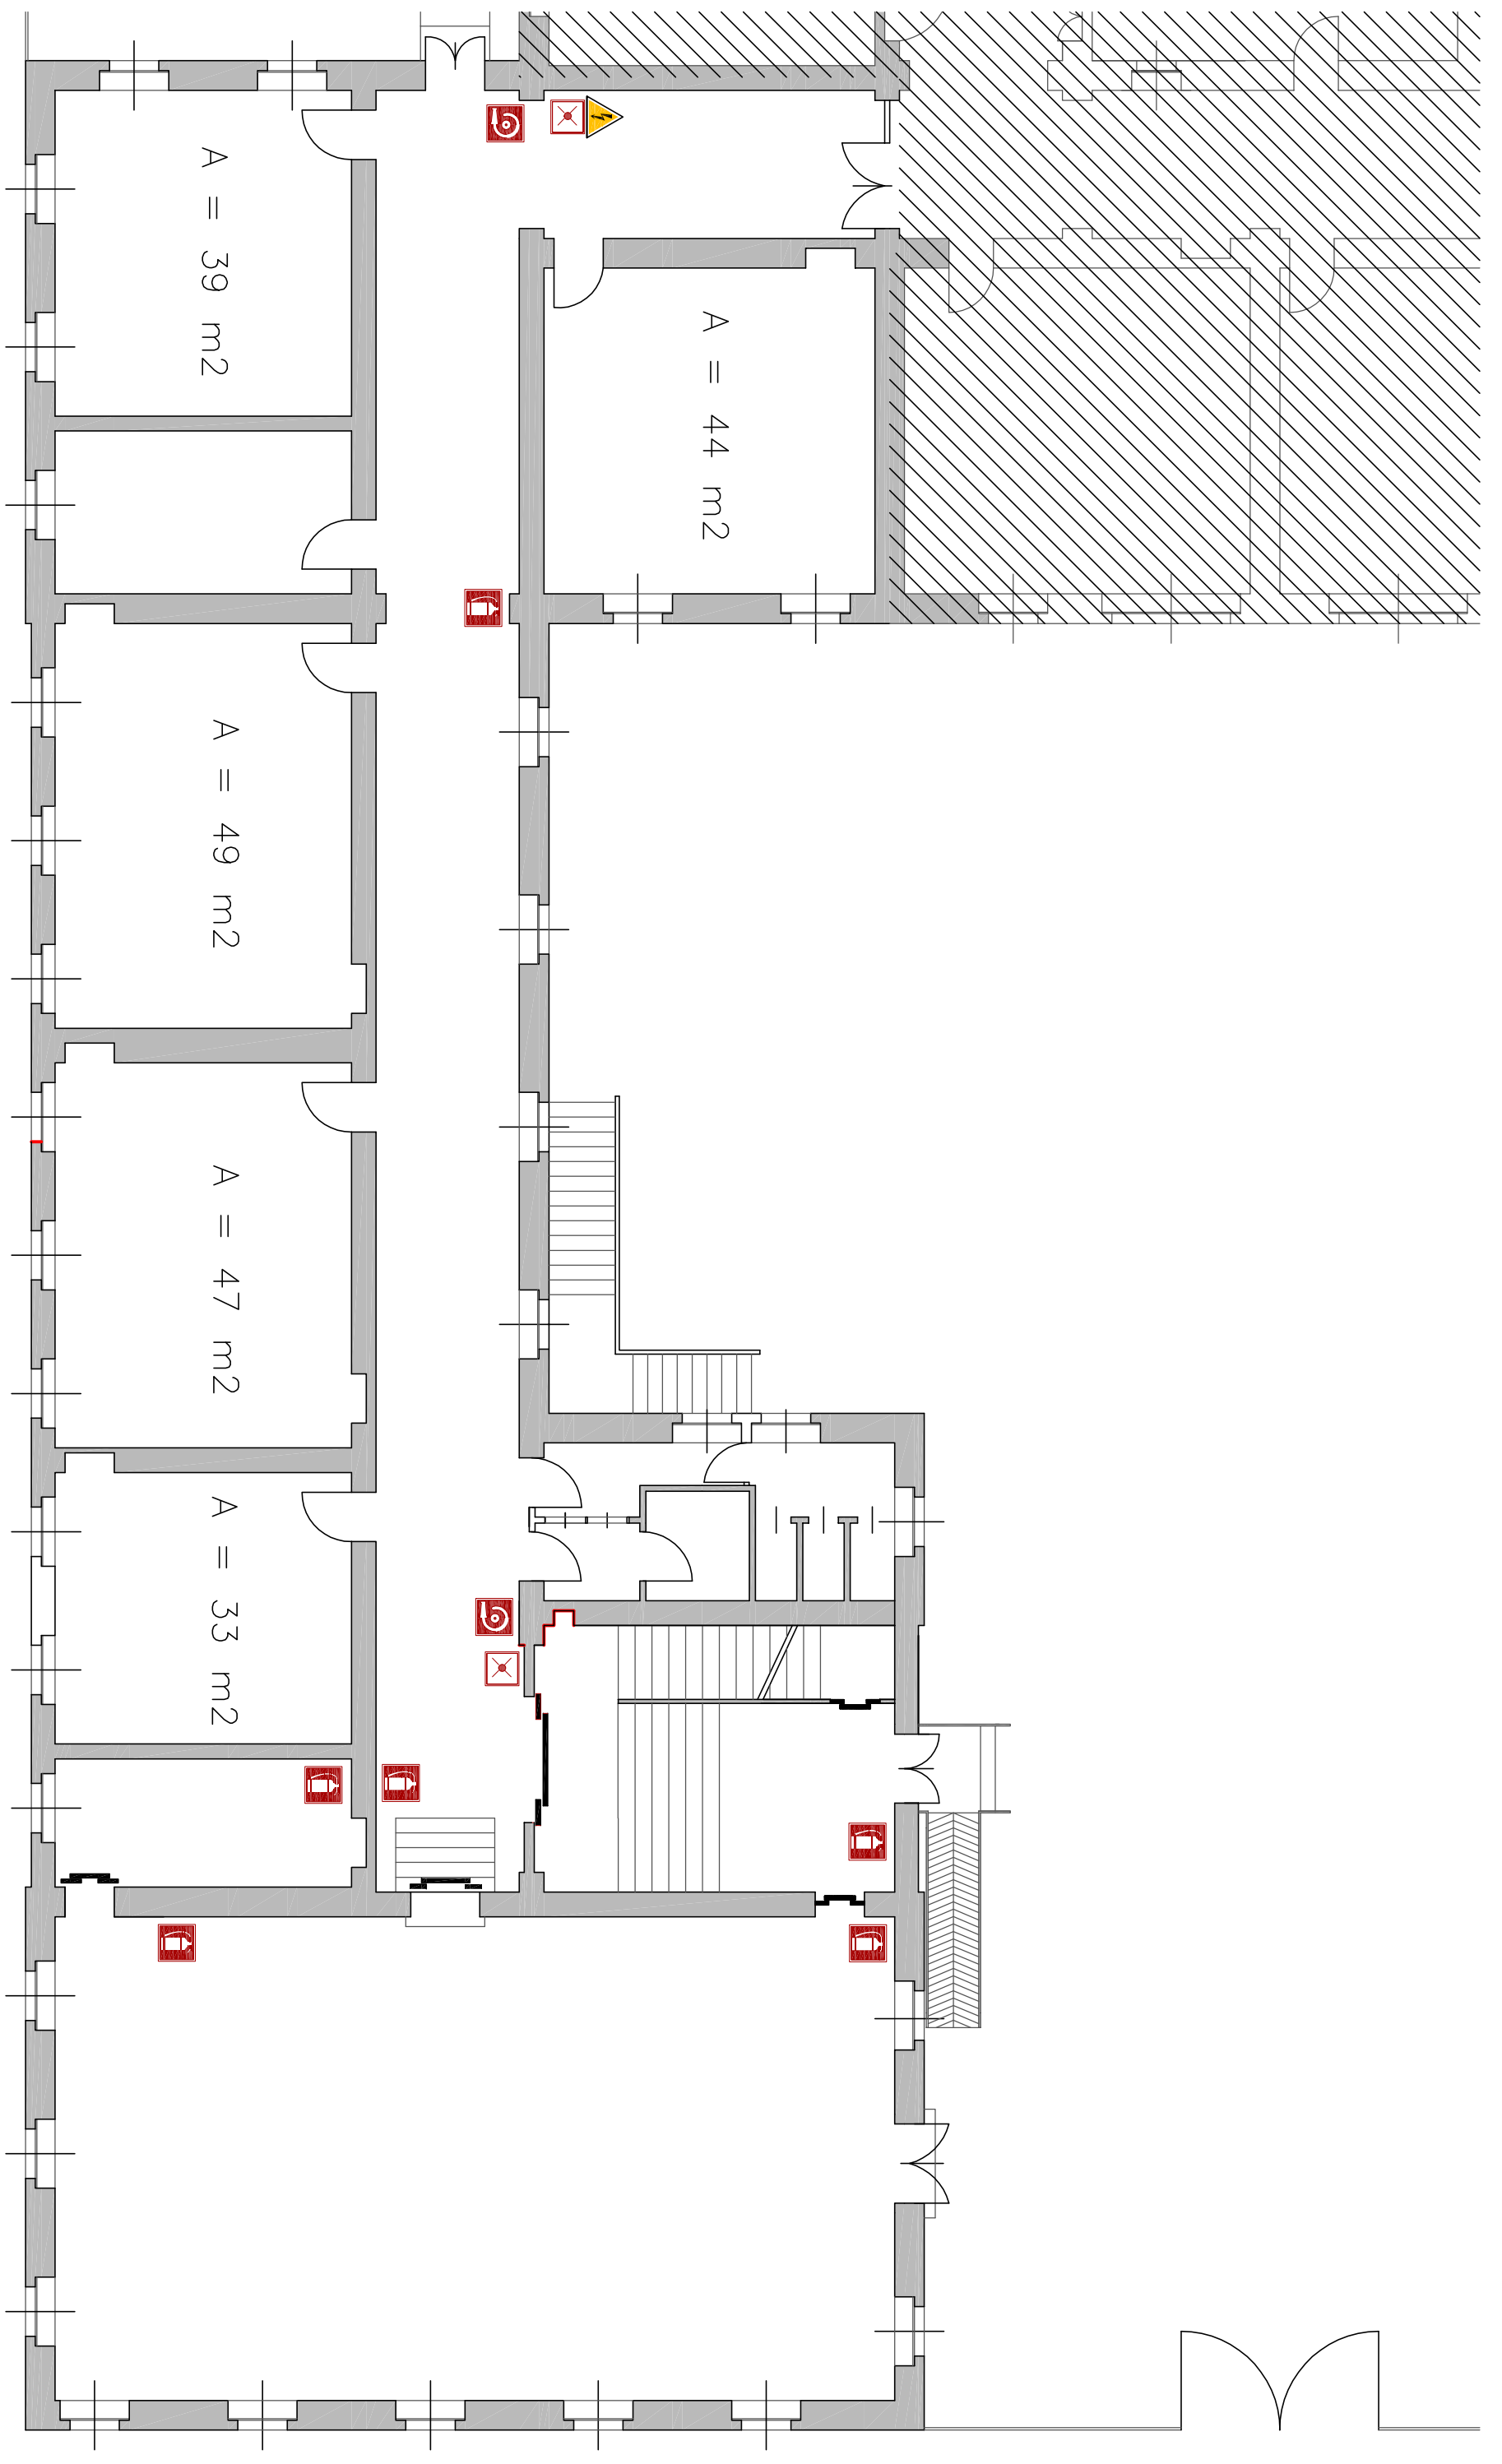 A = 39 m2
A = 44 m2
A = 49 m2
A = 47 m2
A = 33 m2